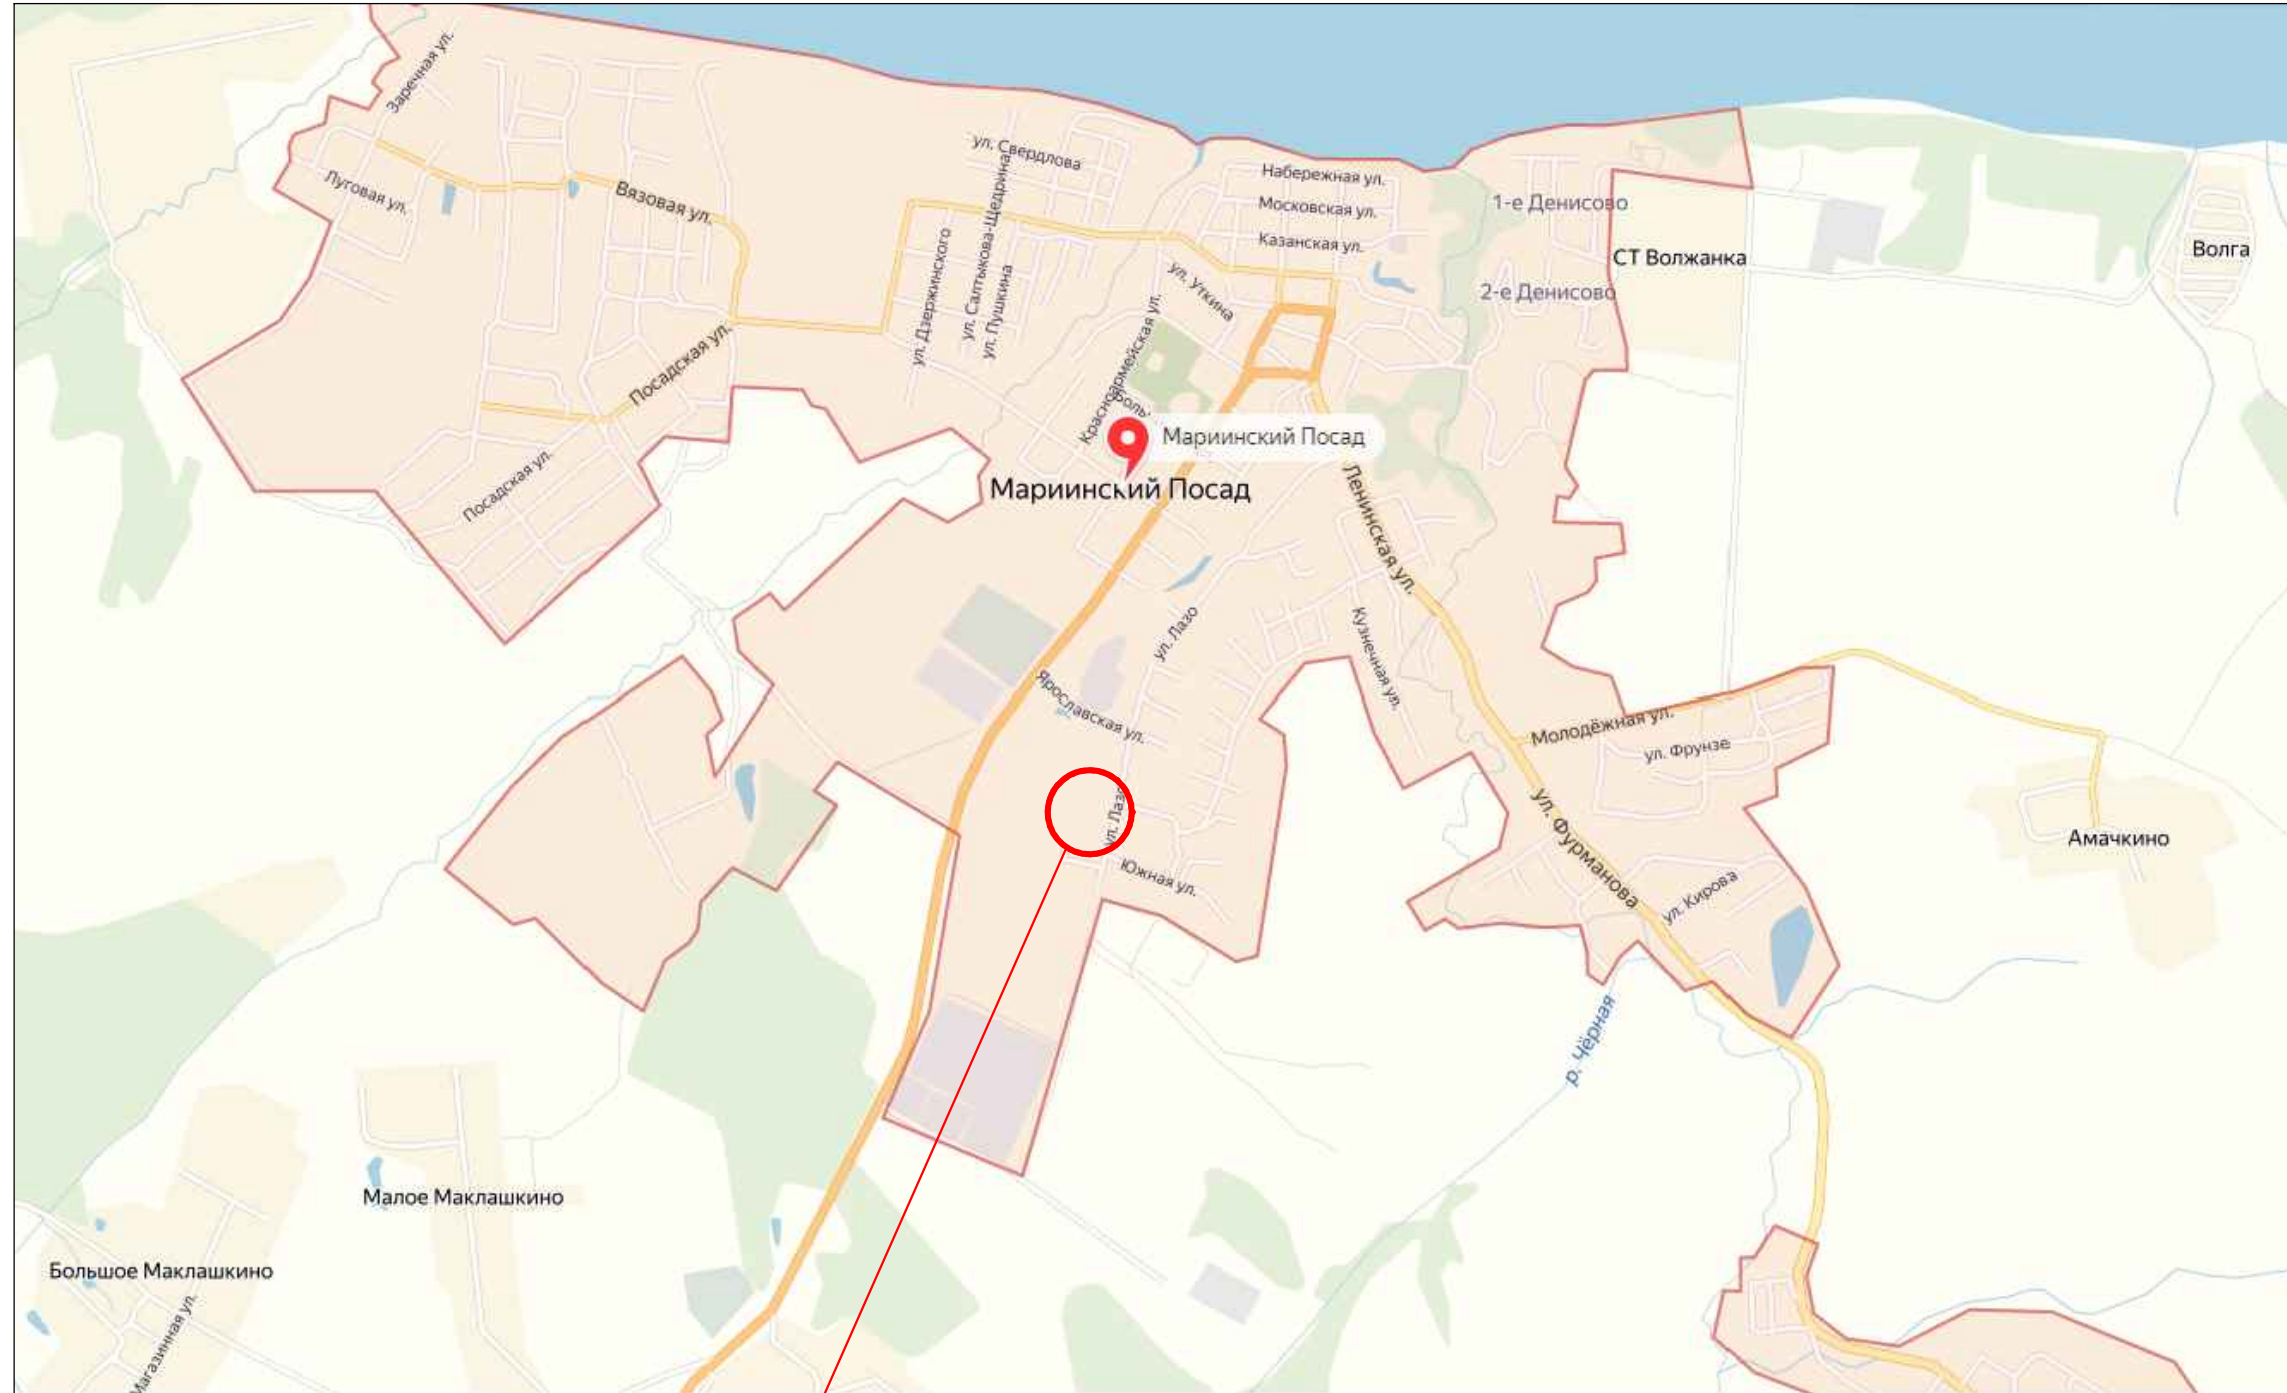 Заречная ул.
ул. Свердлова
Набережная ул.
Луговая ул.
Вязовая ул.
ул. Салтыкова-Щедрина
Московская ул.
1-е Денисово
Казанская ул.
СТ Волжанка
Волга
ул. Дзержинского
ул. Пушкина
ул. Уткина
2-е Денисово
Посадская ул.
Красноармейская ул.
Боль
Мариинский Посад
Посадская ул.
Мариинский Посад
Ленинская ул.
ул. Лазо
Кузнечная ул.
Ярославская ул.
Молодёжная ул.
ул. Фрунзе
ул. Лазо
ул. Фурманова
Амачкино
Южная ул.
ул. Кирова
р. Чёрная
Малое Маклашкино
Большое Маклашкино
Магазинная ул.